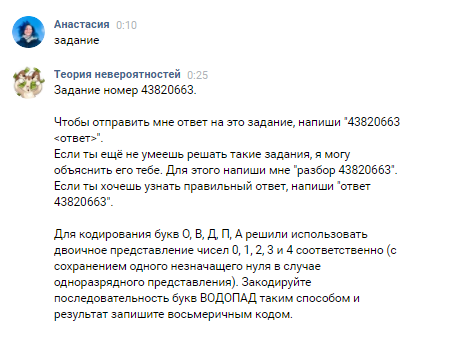 Анастасия 0:10
задание
Теория невероятностей 0:25
Задание номер 43820663.
Чтобы отправить мне ответ на это задание, напиши "43820663
<ответ>".
Если ты ещё не умеешь решать такие задания, я могу
объяснить его тебе. Для этого напиши мне "разбор 43820663".
Если ты хочешь узнать правильный ответ, напиши "ответ
43820663".
Для кодирования букв О, В, Д, П, А решили использовать
двоичное представление чисел 0, 1, 2, 3 и 4 соответственно (с
сохранением одного незначащего нуля в случае
одноразрядного представления). Закодируйте
последовательность букв ВОДОПАД таким способом и
результат запишите восьмеричным кодом.